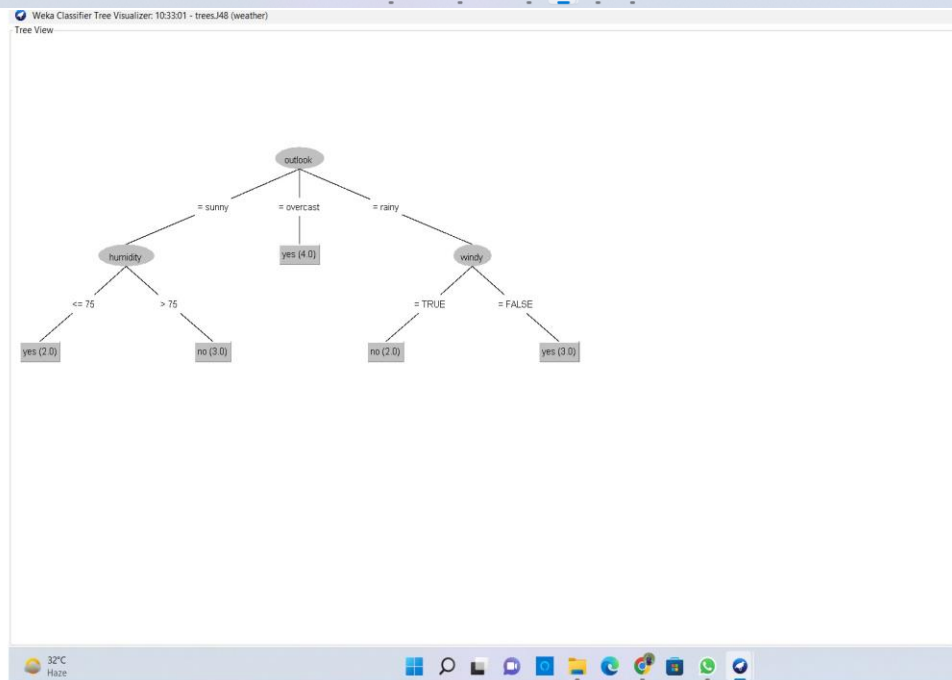 Weka Classifier Tree Visualizer: 10:33:01 - trees.J48 (weather)
Tree View
outlook
= sunny
= overcast
= rainy
humidity
yes (4.0)
windy
<= 75
> 75
= TRUE
= FALSE
yes (2.0)
no (3.0)
no (2.0)
yes (3.0)
32°C
Haze